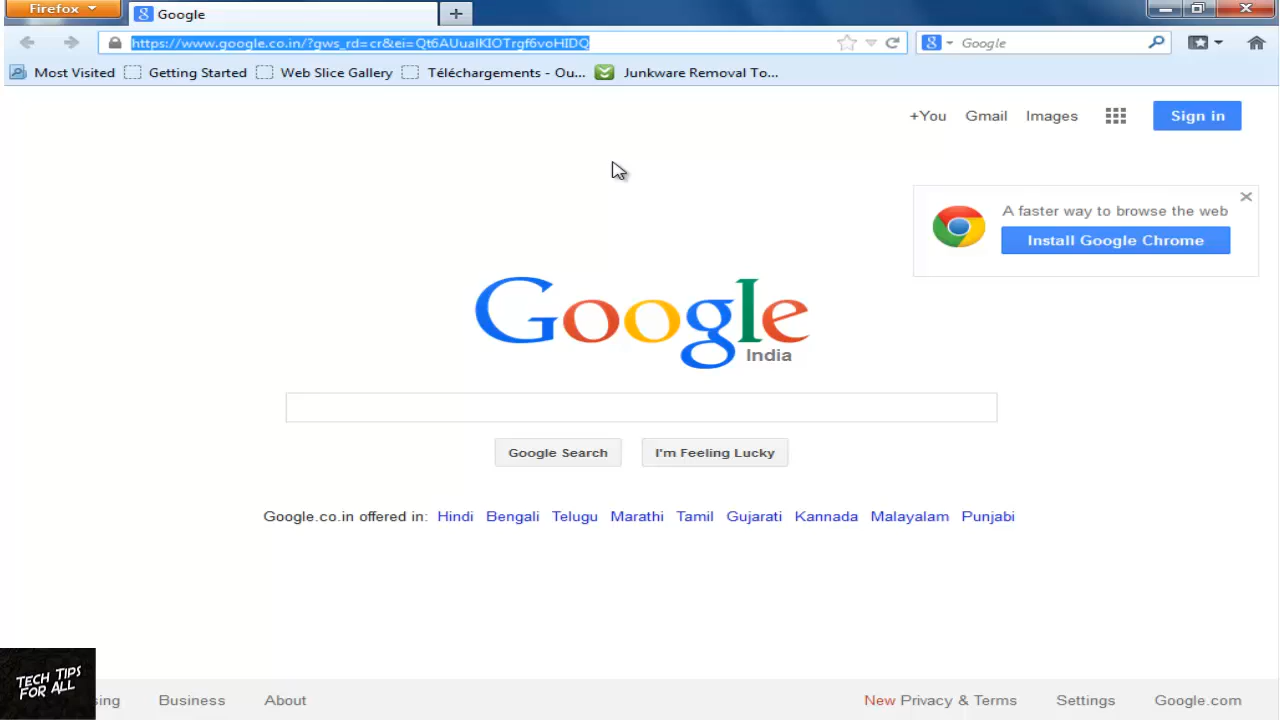 Firefox
Google
https://www.google.co.in/?gws_rd=cr&ei=Qt6AUualKIOTrgf6voHIDQ
Google
Most Visited
Getting Started
Web Slice Gallery
Téléchargements - Ou...
Junkware Removal To...
+You
Gmail
Images
Sign in
A faster way to browse the web
Install Google Chrome
Google
India
Google Search
I'm Feeling Lucky
Google.co.in offered in: Hindi Bengali Telugu Marathi Tamil Gujarati Kannada Malayalam Punjabi
TECH TIPS
FOR ALL
Business
About
New Privacy & Terms
Settings
Google.com